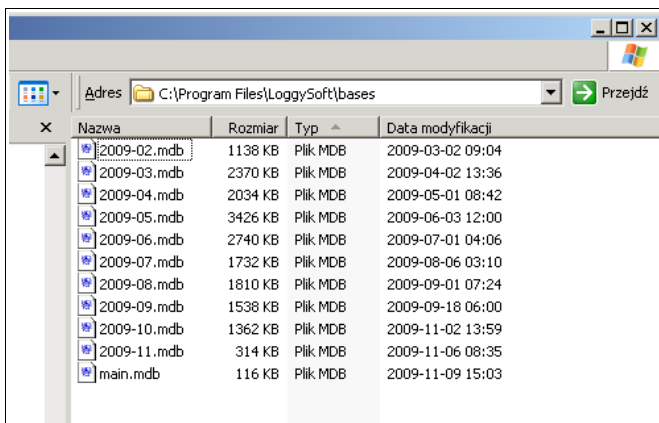 Adres C:\Program Files\LoggySoft\bases Przejdź
Nazwa Rozmiar Typ Data modyfikacji
2009-02.mdb 1138 KB Plik MDB 2009-03-02 09:04
2009-03.mdb 2370 KB Plik MDB 2009-04-02 13:36
2009-04.mdb 2034 KB Plik MDB 2009-05-01 08:42
2009-05.mdb 3426 KB Plik MDB 2009-06-03 12:00
2009-06.mdb 2740 KB Plik MDB 2009-07-01 04:06
2009-07.mdb 1732 KB Plik MDB 2009-08-06 03:10
2009-08.mdb 1810 KB Plik MDB 2009-09-01 07:24
2009-09.mdb 1538 KB Plik MDB 2009-09-18 06:00
2009-10.mdb 1362 KB Plik MDB 2009-11-02 13:59
2009-11.mdb 314 KB Plik MDB 2009-11-06 08:35
main.mdb 116 KB Plik MDB 2009-11-09 15:03